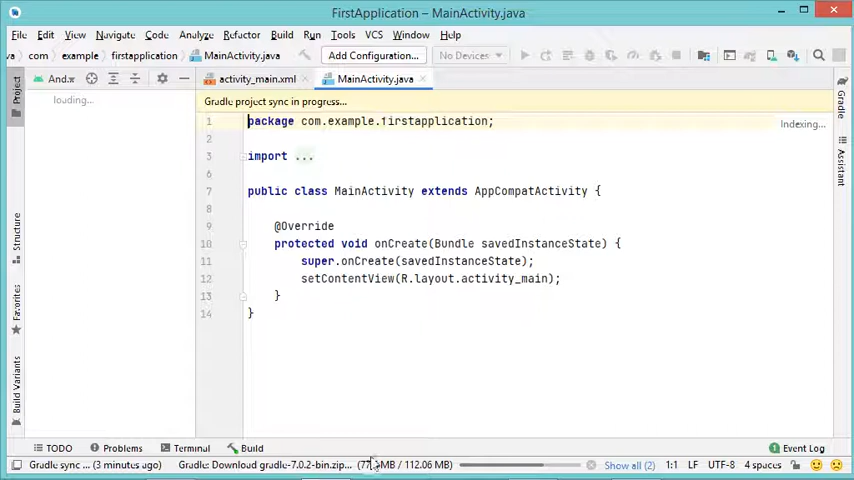 FirstApplication – MainActivity.java
File Edit View Navigate Code Analyze Refactor Build Run Tools VCS Window Help
va com example firstapplication MainActivity.java Add Configuration... No Devices
Project And.▾ activity_main.xml MainActivity.java Gradle
loading... Gradle project sync in progress...
1 package com.example.firstapplication; Indexing...
2
3 import ...
6
7 public class MainActivity extends AppCompatActivity {
8
9 @Override
10 protected void onCreate(Bundle savedInstanceState) {
11 super.onCreate(savedInstanceState);
12 setContentView(R.layout.activity_main);
13 }
14 }
Assistant
Structure
Favorites
Build Variants
TODO Problems Terminal Build Event Log
Gradle sync ... (3 minutes ago) Gradle: Download gradle-7.0.2-bin.zip... MB / 112.06 MB) Show all (2) 1:1 LF UTF-8 4 spaces